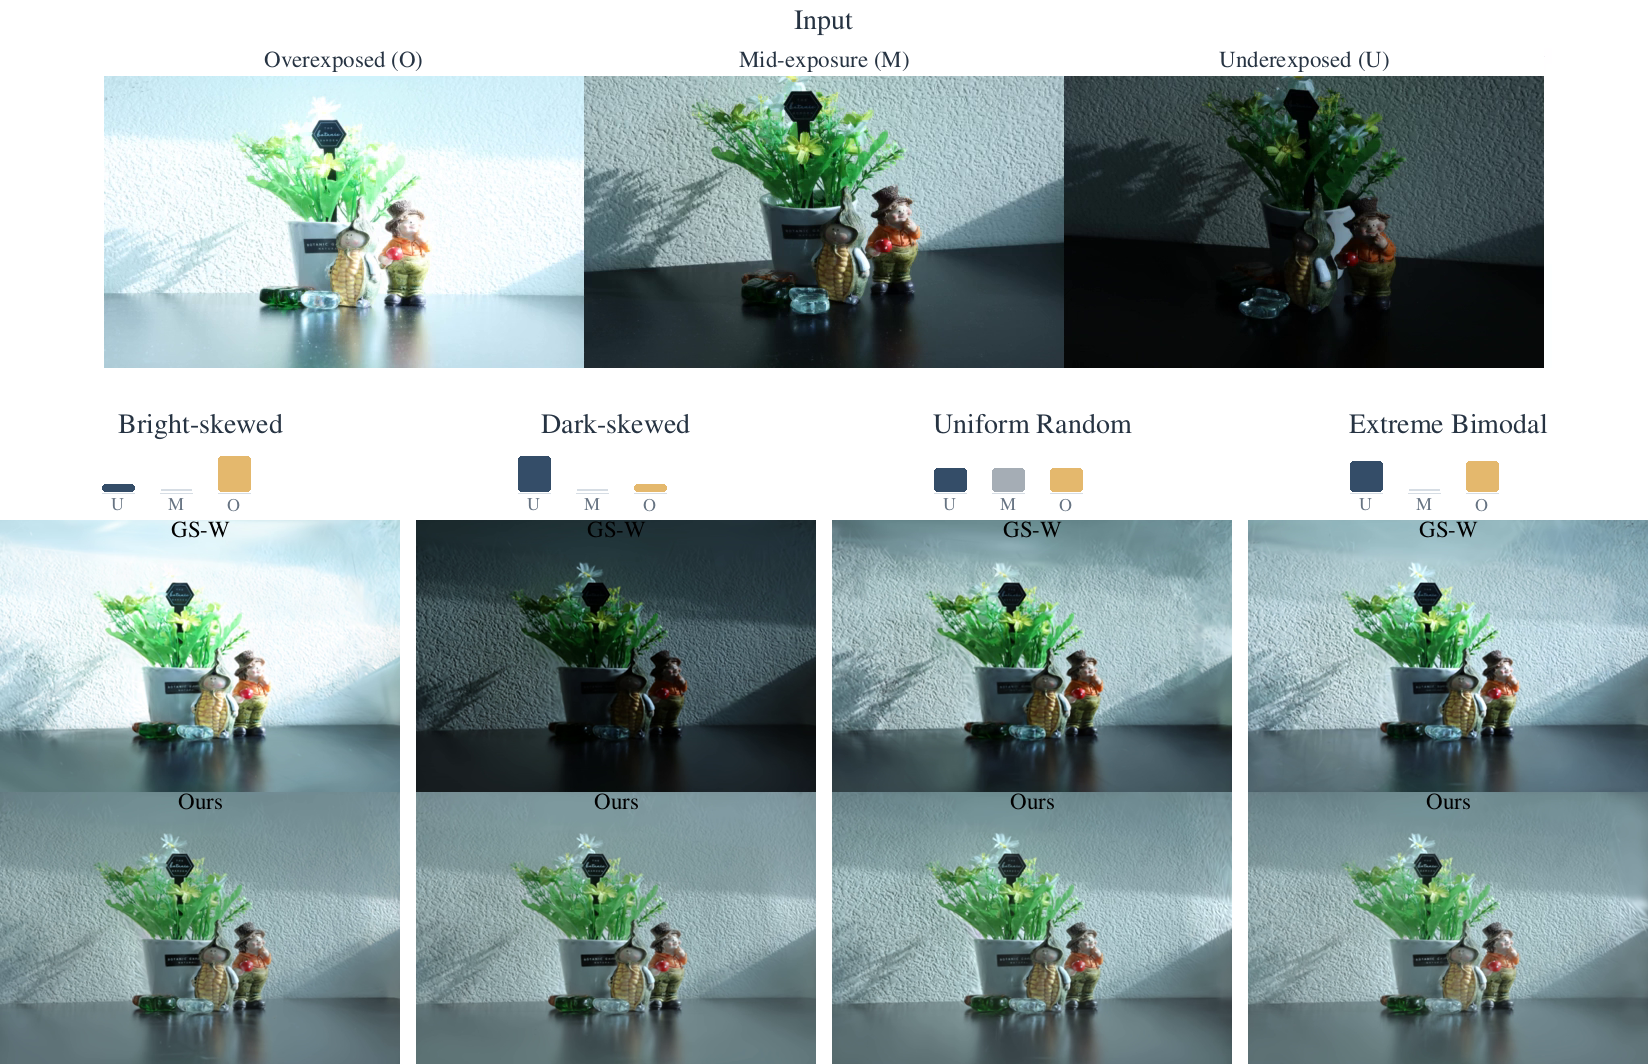 Input
Overexposed (O)
Mid-exposure (M)
Underexposed (U)
Bright-skewed
Dark-skewed
Uniform Random
Extreme Bimodal
U M O
U M O
U M O
U M O
GS-W
GS-W
GS-W
GS-W
Ours
Ours
Ours
Ours